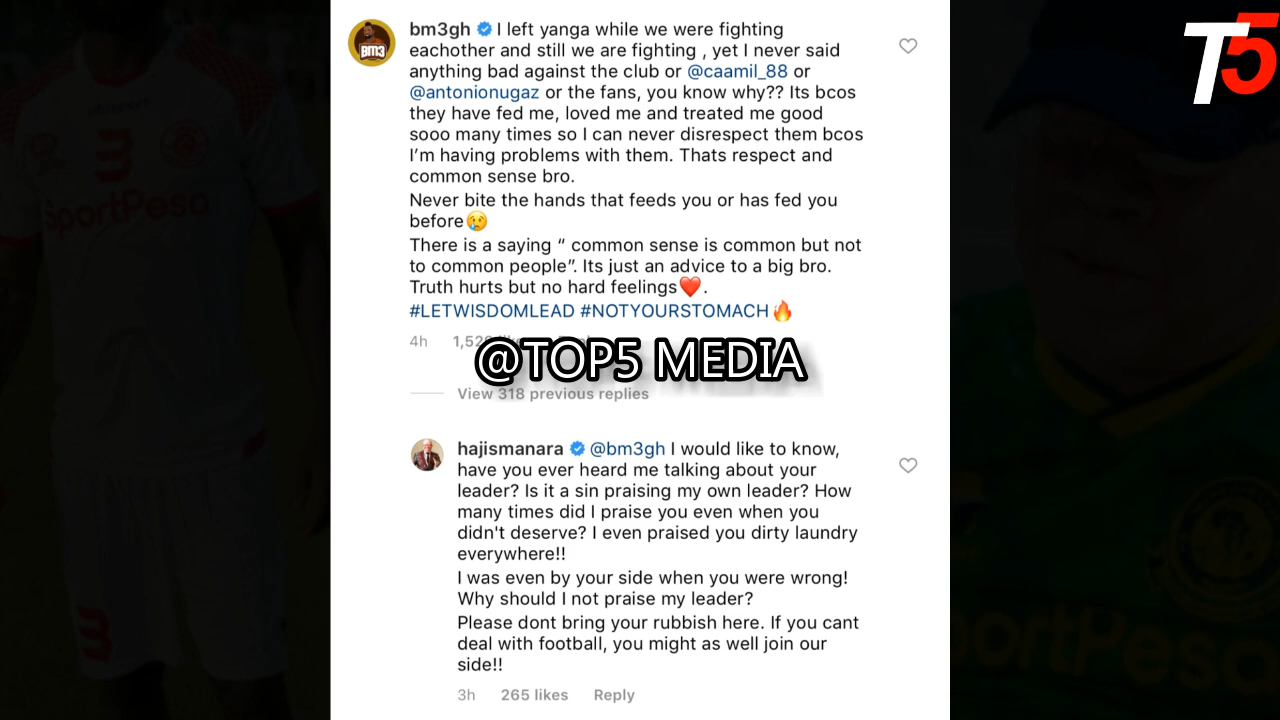 T5
bm3gh I left yanga while we were fighting
eachother and still we are fighting , yet I never said
anything bad against the club or @caamil_88 or
@antonionugaz or the fans, you know why?? Its bcos
they have fed me, loved me and treated me good
sooo many times so I can never disrespect them bcos
I’m having problems with them. Thats respect and
common sense bro.
Never bite the hands that feeds you or has fed you
before😢
There is a saying “ common sense is common but not
to common people”. Its just an advice to a big bro.
Truth hurts but no hard feelings❤️.
#LETWISDOMLEAD #NOTYOURSTOMACH🔥
4h
@TOP5 MEDIA
View 318 previous replies
hajismanara @bm3gh I would like to know,
have you ever heard me talking about your
leader? Is it a sin praising my own leader? How
many times did I praise you even when you
didn't deserve? I even praised you dirty laundry
everywhere!!
I was even by your side when you were wrong!
Why should I not praise my leader?
Please dont bring your rubbish here. If you cant
deal with football, you might as well join our
side!!
3h 265 likes Reply
BM3
SportPesa